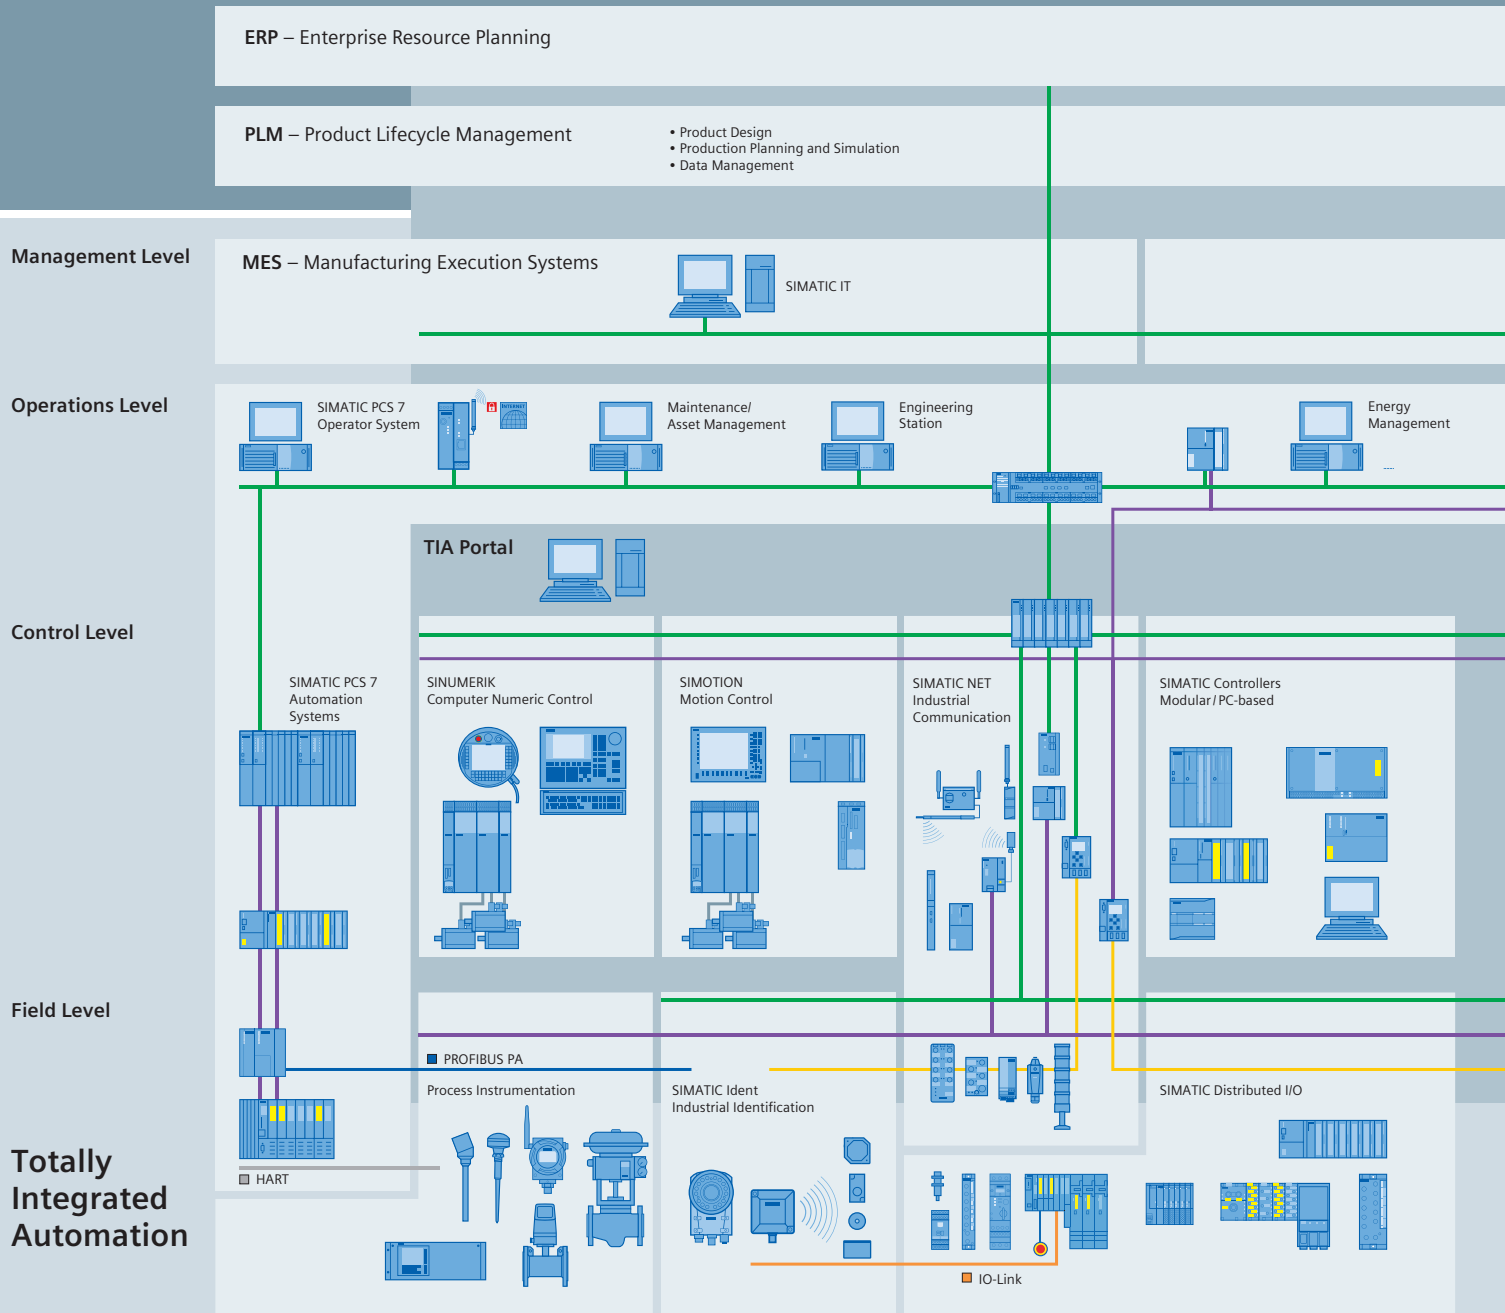 ERP – Enterprise Resource Planning
PLM – Product Lifecycle Management
• Product Design
• Production Planning and Simulation
• Data Management
Management Level
MES – Manufacturing Execution Systems
SIMATIC IT
Operations Level
SIMATIC PCS 7
Operator System
INTERNET
Maintenance/
Asset Management
Engineering
Station
Energy
Management
TIA Portal
Control Level
SIMATIC PCS 7
Automation
Systems
SINUMERIK
Computer Numeric Control
SIMOTION
Motion Control
SIMATIC NET
Industrial
Communication
SIMATIC Controllers
Modular/PC-based
Field Level
PROFIBUS PA
Process Instrumentation
SIMATIC Ident
Industrial Identification
SIMATIC Distributed I/O
HART
Totally
Integrated
Automation
IO-Link